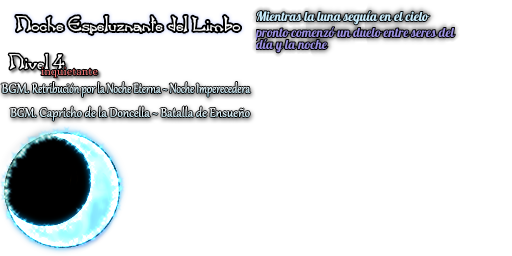 Noche Espeluznante del Limbo
Mientras la luna seguía en el cielo
pronto comenzó un duelo entre seres del
día y la noche
Nivel 4
inquietante
BGM. Retribución por la Noche Eterna ~ Noche Imperecedera
BGM. Capricho de la Doncella ~ Batalla de Ensueño